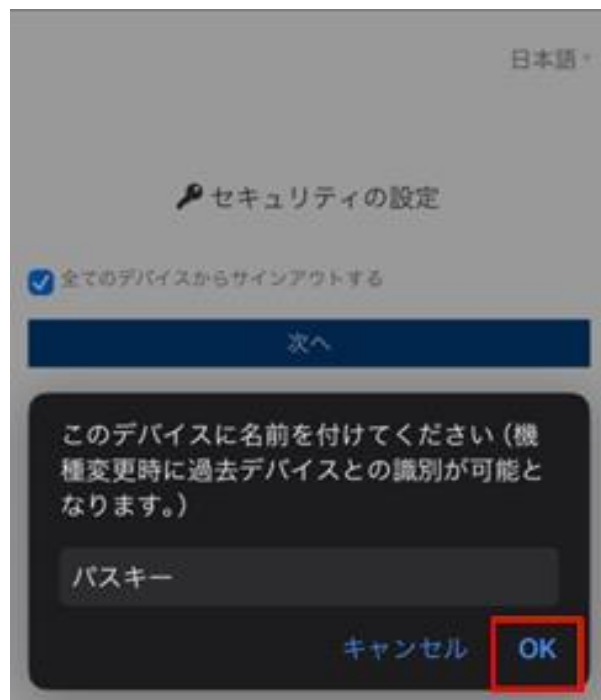 日本語
セキュリティの設定
全てのデバイスからサインアウトする
次へ
このデバイスに名前を付けてください（機
種変更時に過去デバイスとの識別が可能と
なります。）
パスキー
キャンセル OK